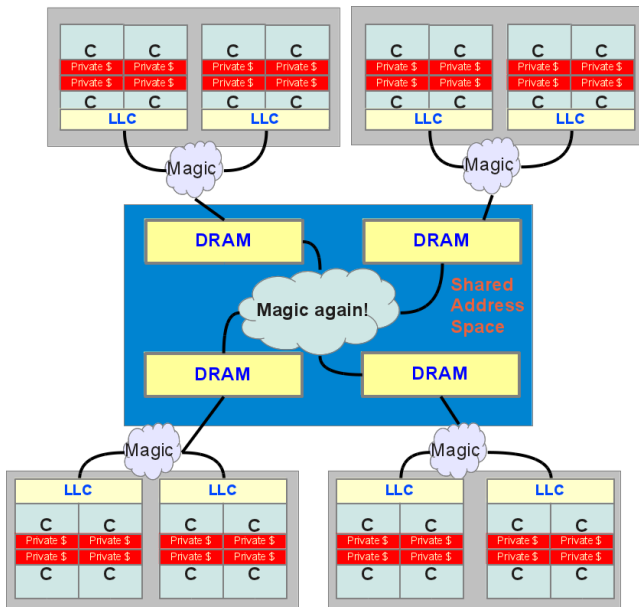 C C C C
Private $ Private $ Private $ Private $
Private $ Private $ Private $ Private $
C C C C
LLC LLC
C C C C
Private $ Private $ Private $ Private $
Private $ Private $ Private $ Private $
C C C C
LLC LLC
Magic
Magic
DRAM
DRAM
Shared
Address
Space
Magic again!
DRAM
DRAM
Magic
Magic
LLC LLC
C C C C
Private $ Private $ Private $ Private $
Private $ Private $ Private $ Private $
C C C C
LLC LLC
C C C C
Private $ Private $ Private $ Private $
Private $ Private $ Private $ Private $
C C C C